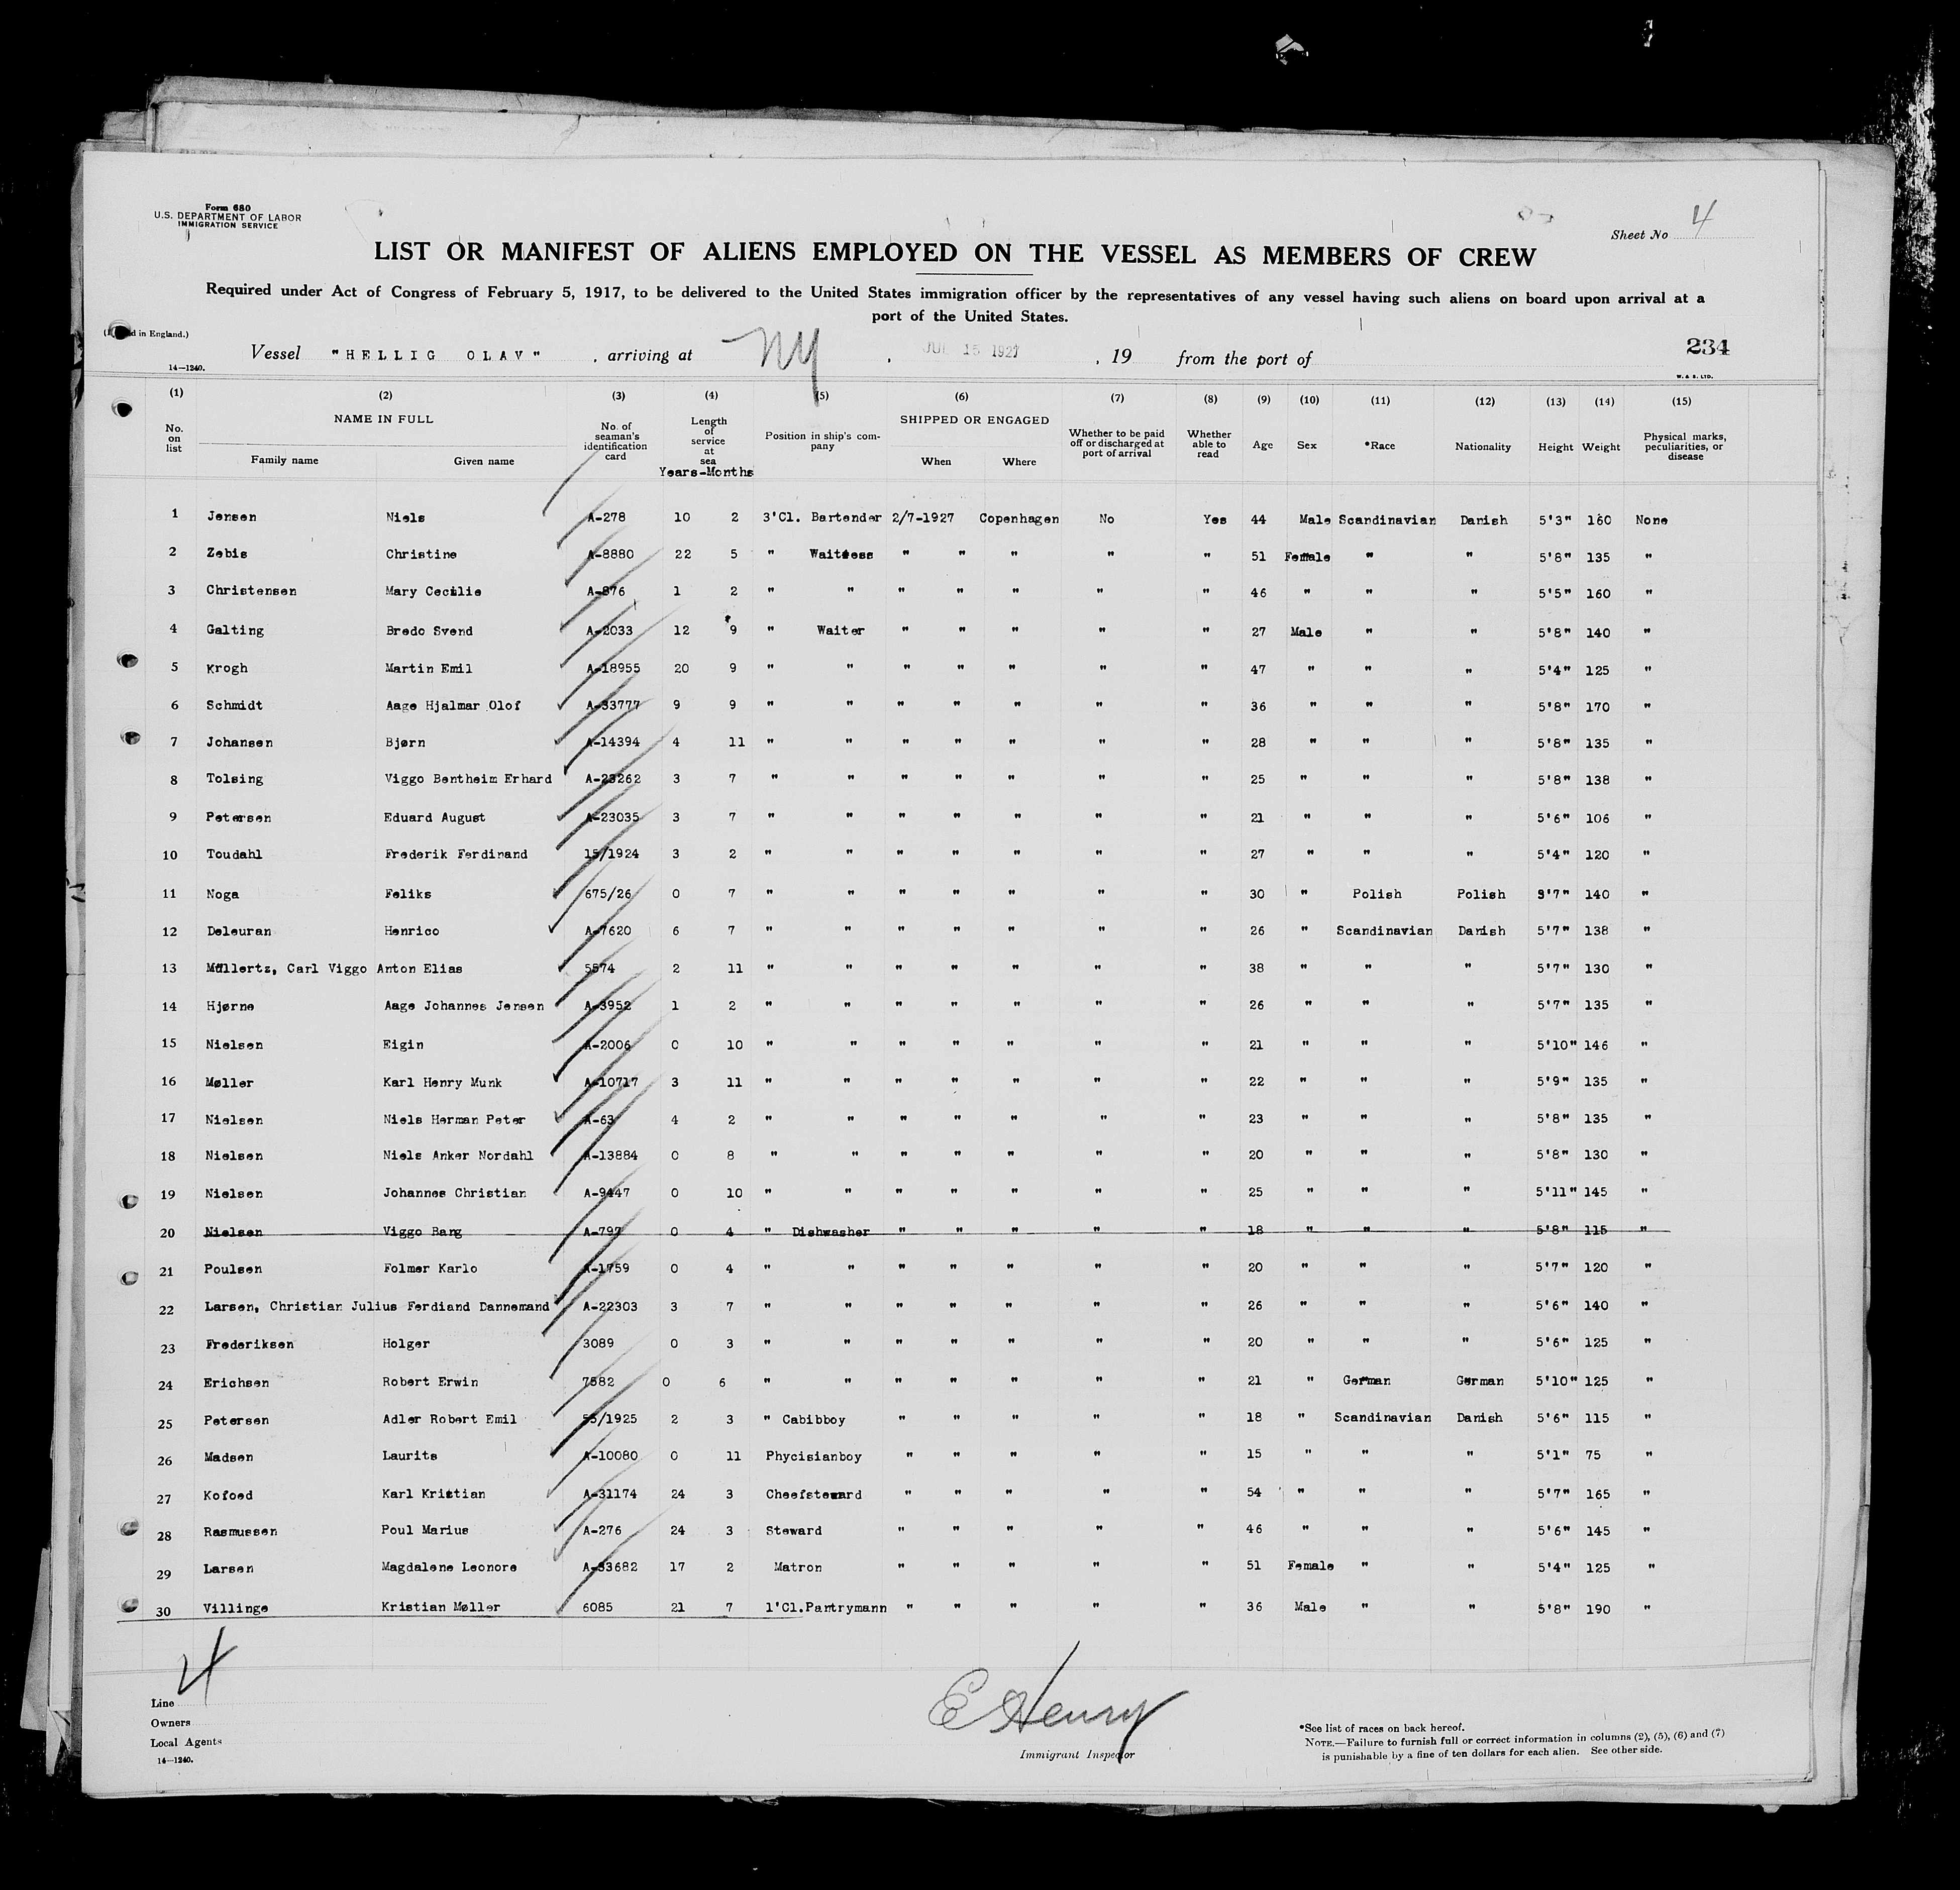 Form 680
U.S. DEPARTMENT OF LABOR
IMMIGRATION SERVICE
Sheet No 4
LIST OR MANIFEST OF ALIENS EMPLOYED ON THE VESSEL AS MEMBERS OF CREW
Required under Act of Congress of February 5, 1917, to be delivered to the United States immigration officer by the representatives of any vessel having such aliens on board upon arrival at a
port of the United States.
in England.)
Vessel "HELLIG OLAV" , arriving at NY , JUL 15 1927 , 19 from the port of 234
14—1240. W. & S. LTD.
(1) (2) (3) (4) (5) (6) (7) (8) (9) (10) (11) (12) (13) (14) (15)
No. on list NAME IN FULL Family name Given name No. of seaman's identification card Length of service at sea Years-Months Position in ship's company SHIPPED OR ENGAGED When Where Whether to be paid off or discharged at port of arrival Whether able to read Age Sex *Race Nationality Height Weight Physical marks, peculiarities, or disease
1 Jensen Niels A-278 10 2 3'Cl. Bartender 2/7-1927 Copenhagen No Yes 44 Male Scandinavian Danish 5'3" 160 None
2 Zebis Christine A-8880 22 5 " Waitress " " " " " 51 Female " " 5'8" 135 "
3 Christensen Mary Cecilie A-876 1 2 " " " " " " " 46 " " " 5'5" 160 "
4 Galting Bredo Svend A-2033 12 9 " Waiter " " " " " 27 Male " " 5'8" 140 "
5 Krogh Martin Emil A-18955 20 9 " " " " " " " 47 " " " 5'4" 125 "
6 Schmidt Aage Hjalmar Olof A-33777 9 9 " " " " " " " 36 " " " 5'8" 170 "
7 Johansen Bjørn A-14394 4 11 " " " " " " " 28 " " " 5'8" 135 "
8 Tolsing Viggo Bentheim Erhard A-23262 3 7 " " " " " " " 25 " " " 5'8" 138 "
9 Petersen Eduard August A-23035 3 7 " " " " " " " 21 " " " 5'6" 106 "
10 Toudahl Frederik Ferdinand 15/1924 3 2 " " " " " " " 27 " " " 5'4" 120 "
11 Noga Feliks 675/26 0 7 " " " " " " " 30 " Polish Polish 5'7" 140 "
12 Deleuran Henrico A-7620 6 7 " " " " " " " 26 " Scandinavian Danish 5'7" 138 "
13 Müllertz, Carl Viggo Anton Elias 5574 2 11 " " " " " " " 38 " " " 5'7" 130 "
14 Hjørne Aage Johannes Jensen A-3952 1 2 " " " " " " " 26 " " " 5'7" 135 "
15 Nielsen Eigin A-2006 0 10 " " " " " " " 21 " " " 5'10" 146 "
16 Møller Karl Henry Munk A-10717 3 11 " " " " " " " 22 " " " 5'9" 135 "
17 Nielsen Niels Herman Peter A-63 4 2 " " " " " " " 23 " " " 5'8" 135 "
18 Nielsen Niels Anker Nordahl A-13884 0 8 " " " " " " " 20 " " " 5'8" 130 "
19 Nielsen Johannes Christian A-9447 0 10 " " " " " " " 25 " " " 5'11" 145 "
20 Nielsen Viggo Barg A-797 0 4 " Dishwasher " " " " " 18 " " " 5'8" 115 "
21 Poulsen Folmer Karlo A-1759 0 4 " " " " " " " 20 " " " 5'7" 120 "
22 Larsen, Christian Julius Ferdiand Dannemand A-22303 3 7 " " " " " " " 26 " " " 5'6" 140 "
23 Frederiksen Holger 3089 0 3 " " " " " " " 20 " " " 5'6" 125 "
24 Erichsen Robert Erwin 7582 0 6 " " " " " " " 21 " German German 5'10" 125 "
25 Petersen Adler Robert Emil 55/1925 2 3 " Cabibboy " " " " " 18 " Scandinavian Danish 5'6" 115 "
26 Madsen Laurits A-10080 0 11 Phycisianboy " " " " " 15 " " " 5'1" 75 "
27 Kofoed Karl Kristian A-31174 24 3 Cheefsteward " " " " " 54 " " " 5'7" 165 "
28 Rasmussen Poul Marius A-276 24 3 Steward " " " " " 46 " " " 5'6" 145 "
29 Larsen Magdalene Leonore A-33682 17 2 Matron " " " " " 51 Female " " 5'4" 125 "
30 Villinge Kristian Møller 6085 21 7 1'Cl.Pantrymann " " " " " 36 Male " " 5'8" 190 "
4
Line
Owners
Local Agents
14—1240.
E Henry
Immigrant Inspector
*See list of races on back hereof.
NOTE.—Failure to furnish full or correct information in columns (2), (5), (6) and (7)
is punishable by a fine of ten dollars for each alien. See other side.